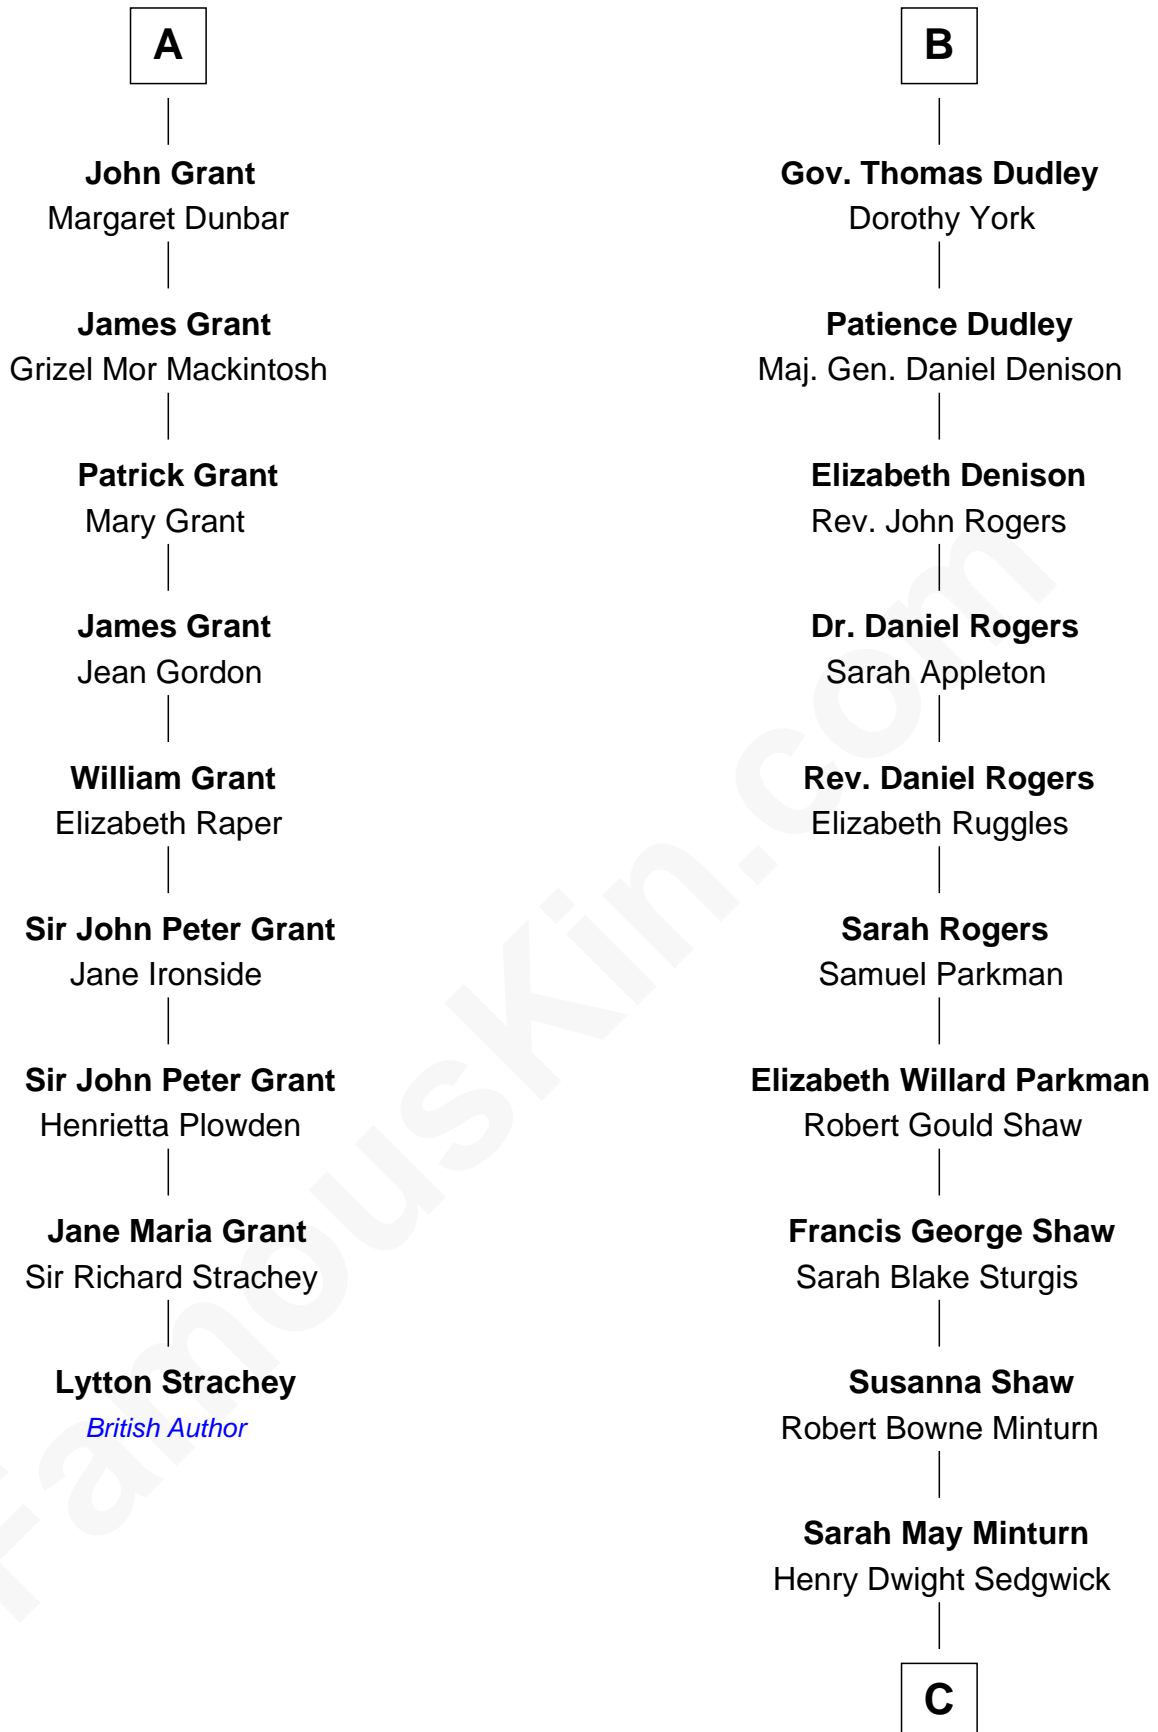 A
John Grant
Margaret Dunbar
James Grant
Grizel Mor Mackintosh
Patrick Grant
Mary Grant
James Grant
Jean Gordon
William Grant
Elizabeth Raper
Sir John Peter Grant
Jane Ironside
Sir John Peter Grant
Henrietta Plowden
Jane Maria Grant
Sir Richard Strachey
Lytton Strachey
British Author
B
Gov. Thomas Dudley
Dorothy York
Patience Dudley
Maj. Gen. Daniel Denison
Elizabeth Denison
Rev. John Rogers
Dr. Daniel Rogers
Sarah Appleton
Rev. Daniel Rogers
Elizabeth Ruggles
Sarah Rogers
Samuel Parkman
Elizabeth Willard Parkman
Robert Gould Shaw
Francis George Shaw
Sarah Blake Sturgis
Susanna Shaw
Robert Bowne Minturn
Sarah May Minturn
Henry Dwight Sedgwick
C
FamousKin.com